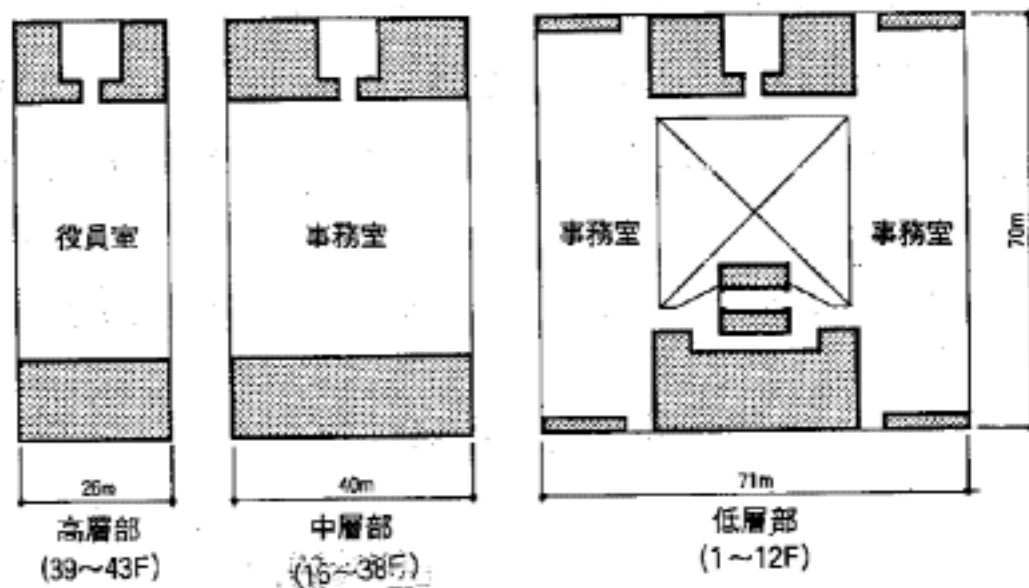 役員室
26m
高層部
(39～43F)
事務室
40m
中層部
(16～38F)
事務室
事務室
70m
71m
低層部
(1～12F)